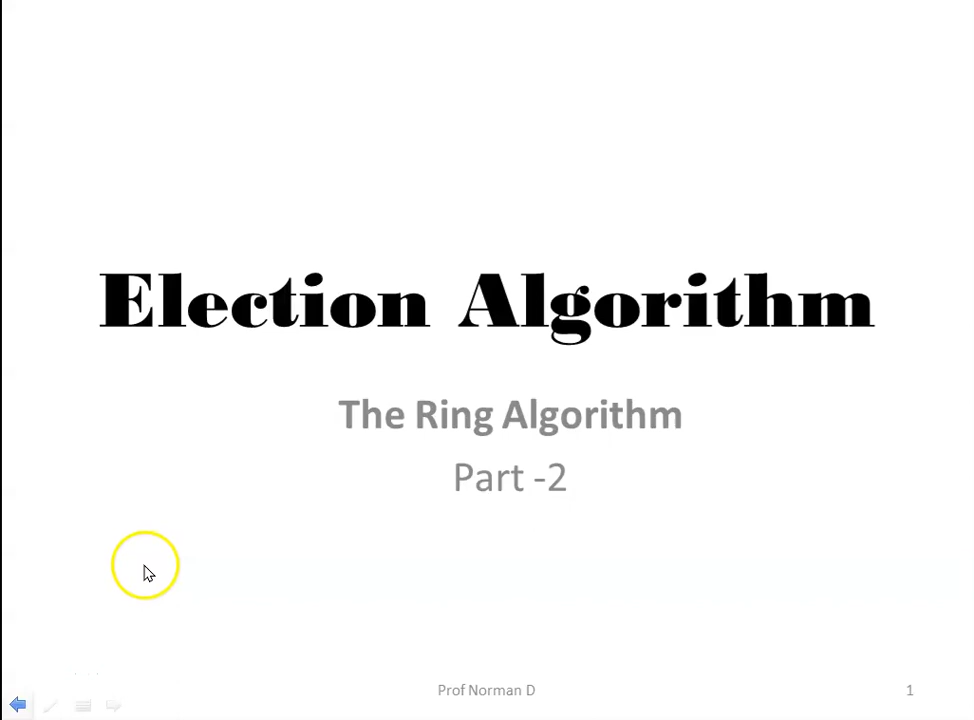 Election Algorithm
The Ring Algorithm
Part -2
Prof Norman D
1